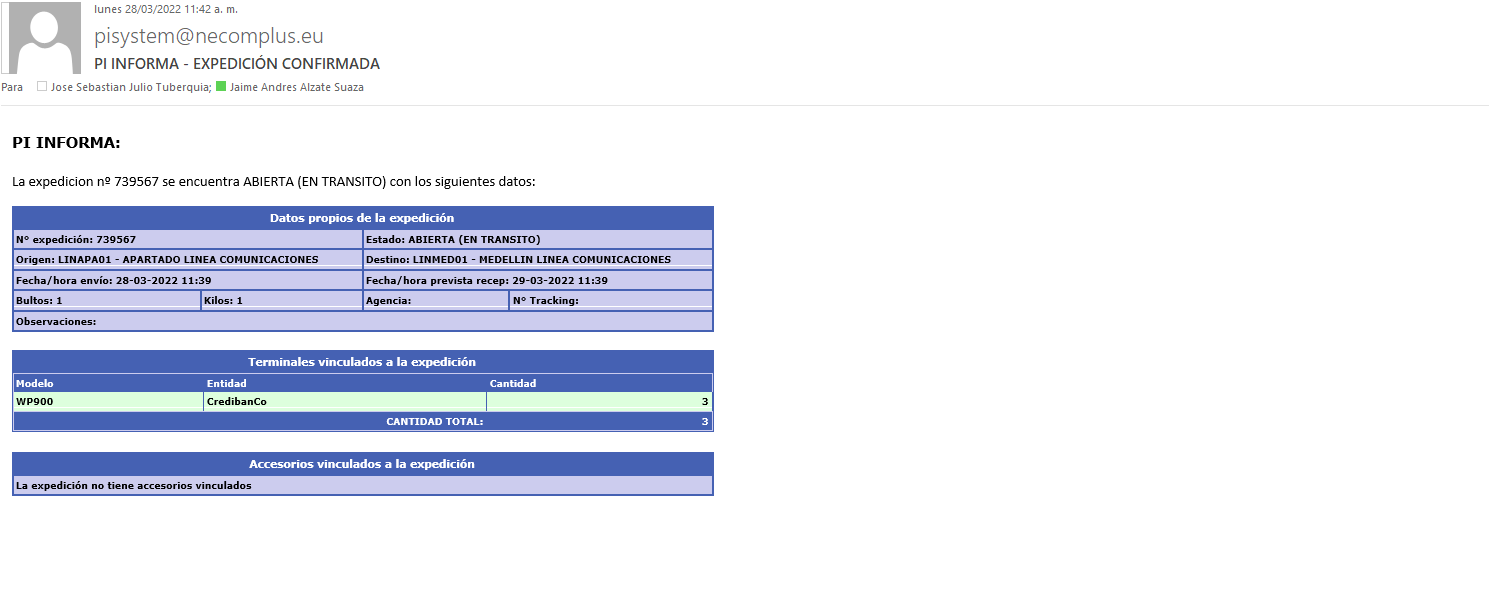 lunes 28/03/2022 11:42 a. m.
pisystem@necomplus.eu
PI INFORMA - EXPEDICIÓN CONFIRMADA
Para Jose Sebastian Julio Tuberquia; Jaime Andres Alzate Suaza
PI INFORMA:
La expedicion nº 739567 se encuentra ABIERTA (EN TRANSITO) con los siguientes datos:
Datos propios de la expedición
Nº expedición: 739567 Estado: ABIERTA (EN TRANSITO)
Origen: LINAPA01 - APARTADO LINEA COMUNICACIONES Destino: LINMED01 - MEDELLIN LINEA COMUNICACIONES
Fecha/hora envío: 28-03-2022 11:39 Fecha/hora prevista recep: 29-03-2022 11:39
Bultos: 1 Kilos: 1 Agencia: Nº Tracking:
Observaciones:
Terminales vinculados a la expedición
Modelo Entidad Cantidad
WP900 CredibanCo 3
CANTIDAD TOTAL: 3
Accesorios vinculados a la expedición
La expedición no tiene accesorios vinculados